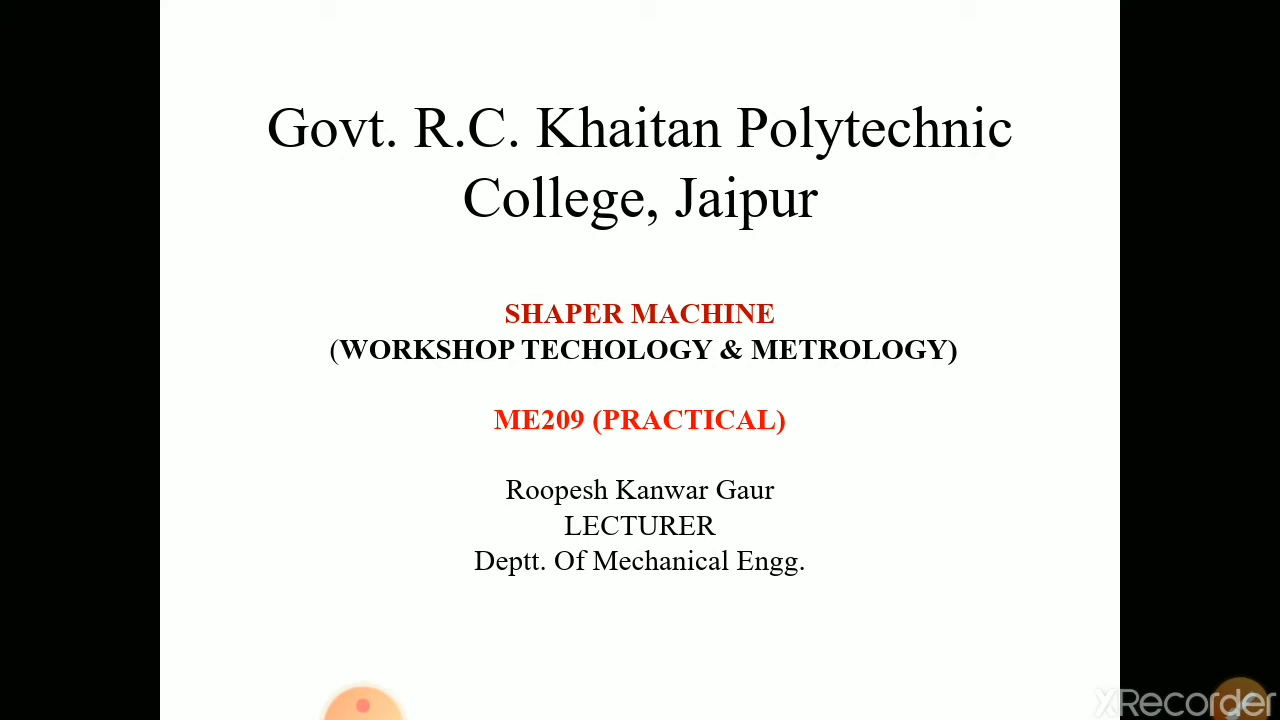 Govt. R.C. Khaitan Polytechnic
College, Jaipur
SHAPER MACHINE
(WORKSHOP TECHOLOGY & METROLOGY)
ME209 (PRACTICAL)
Roopesh Kanwar Gaur
LECTURER
Deptt. Of Mechanical Engg.
XRecorder